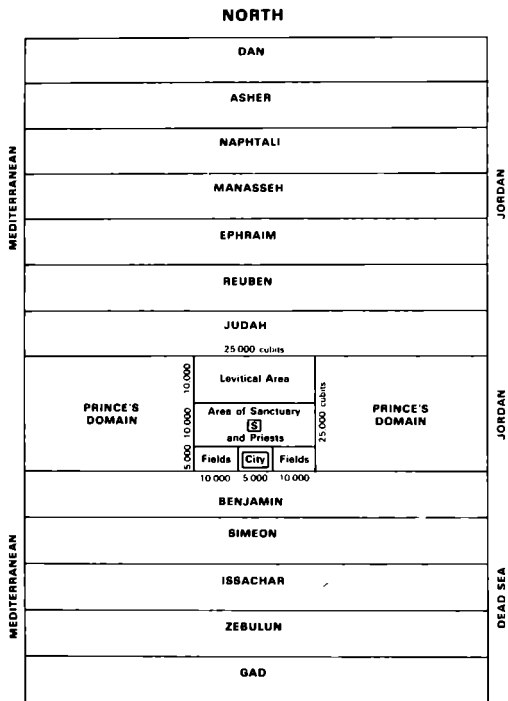 NORTH
DAN
ASHER
NAPHTALI
MANASSEH
MEDITERRANEAN
JORDAN
EPHRAIM
REUBEN
JUDAH
25 000 cubits
10,000
Levitical Area
PRINCE'S
DOMAIN
10 000
Area of Sanctuary
S
and Priests
25 000 cubits
PRINCE'S
DOMAIN
JORDAN
5 000
Fields
City
Fields
10 000 5 000 10 000
BENJAMIN
SIMEON
MEDITERRANEAN
ISSACHAR
DEAD SEA
ZEBULUN
GAD